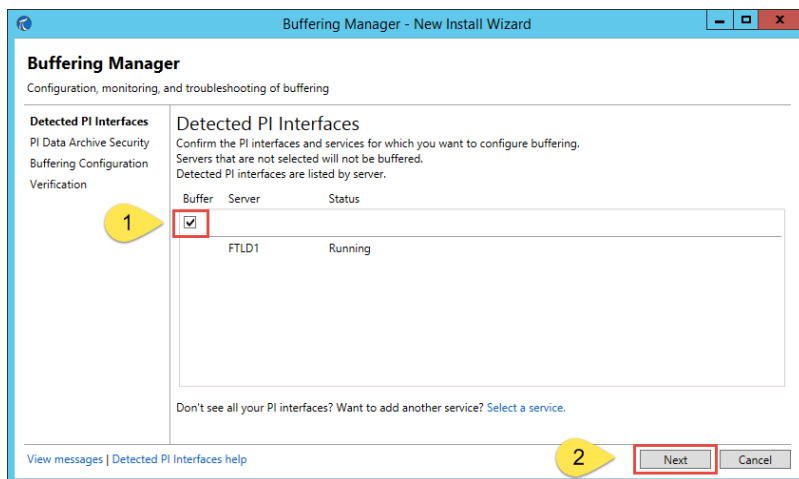 Buffering Manager - New Install Wizard
Buffering Manager
Configuration, monitoring, and troubleshooting of buffering
Detected PI Interfaces
PI Data Archive Security
Buffering Configuration
Verification
Detected PI Interfaces
Confirm the PI interfaces and services for which you want to configure buffering.
Servers that are not selected will not be buffered.
Detected PI interfaces are listed by server.
Buffer Server Status
1
FTLD1 Running
Don't see all your PI interfaces? Want to add another service? Select a service.
View messages | Detected PI Interfaces help
2
Next Cancel